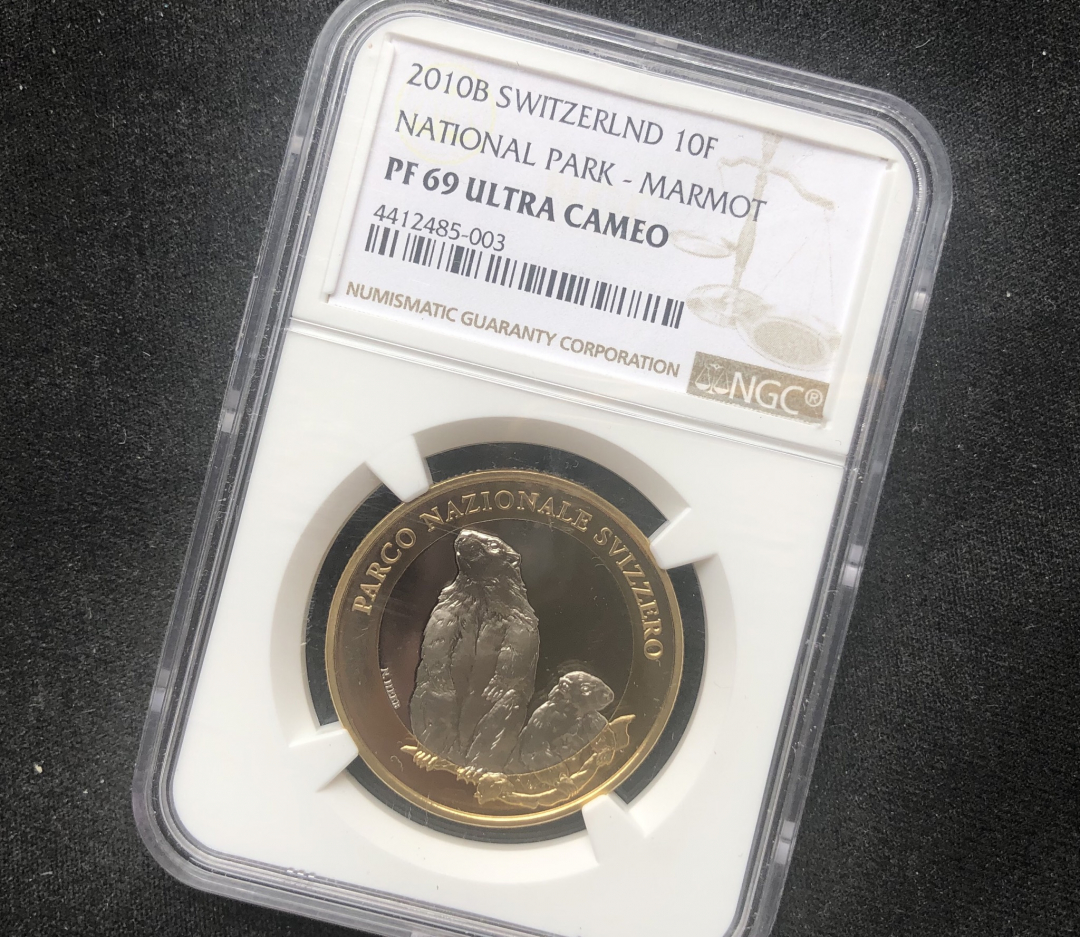 2010B SWITZERLND 10F
NATIONAL PARK - MARMOT
PF 69 ULTRA CAMEO
4412485-003
NUMISMATIC GUARANTY CORPORATION
NGC®
PARCO NAZIONALE SVIZZERO